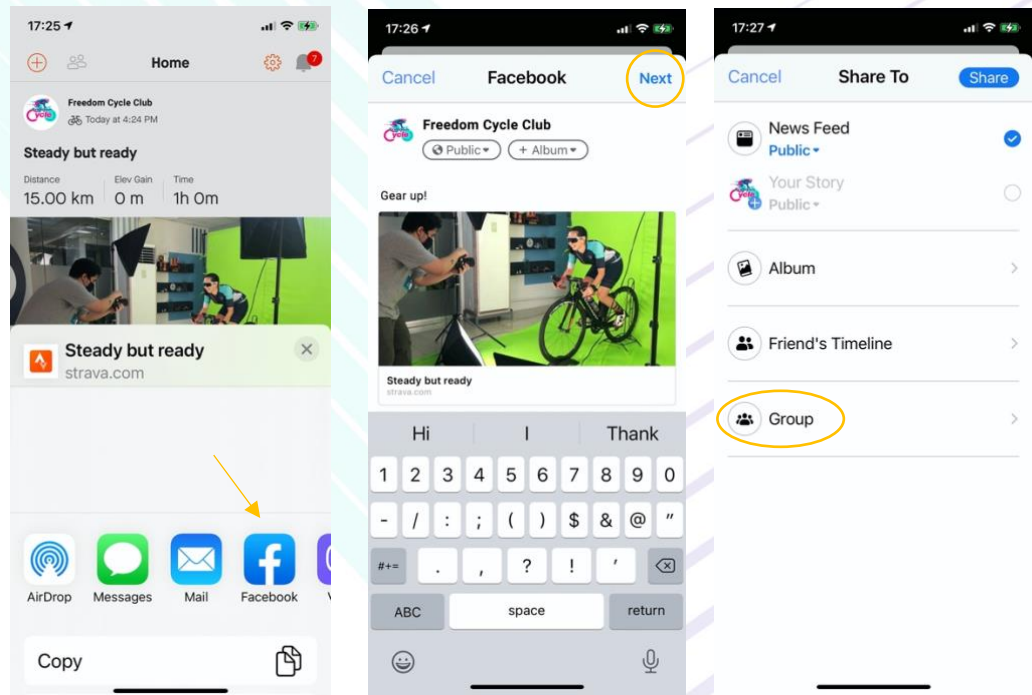 17:25
Home
7
Cycle
Freedom Cycle Club
Today at 4:24 PM
Steady but ready
Distance Elev Gain Time
15.00 km 0 m 1h 0m
Steady but ready
strava.com
AirDrop Messages Mail Facebook
Copy
17:26
Cancel Facebook Next
Cycle
Freedom Cycle Club
Public + Album
Gear up!
Steady but ready
strava.com
Hi I Thank
1 2 3 4 5 6 7 8 9 0
- / : ; ( ) $ & @ "
#+= . , ? ! '
ABC space return
17:27
Cancel Share To Share
News Feed
Public
Cycle
Your Story
Public
Album
Friend's Timeline
Group